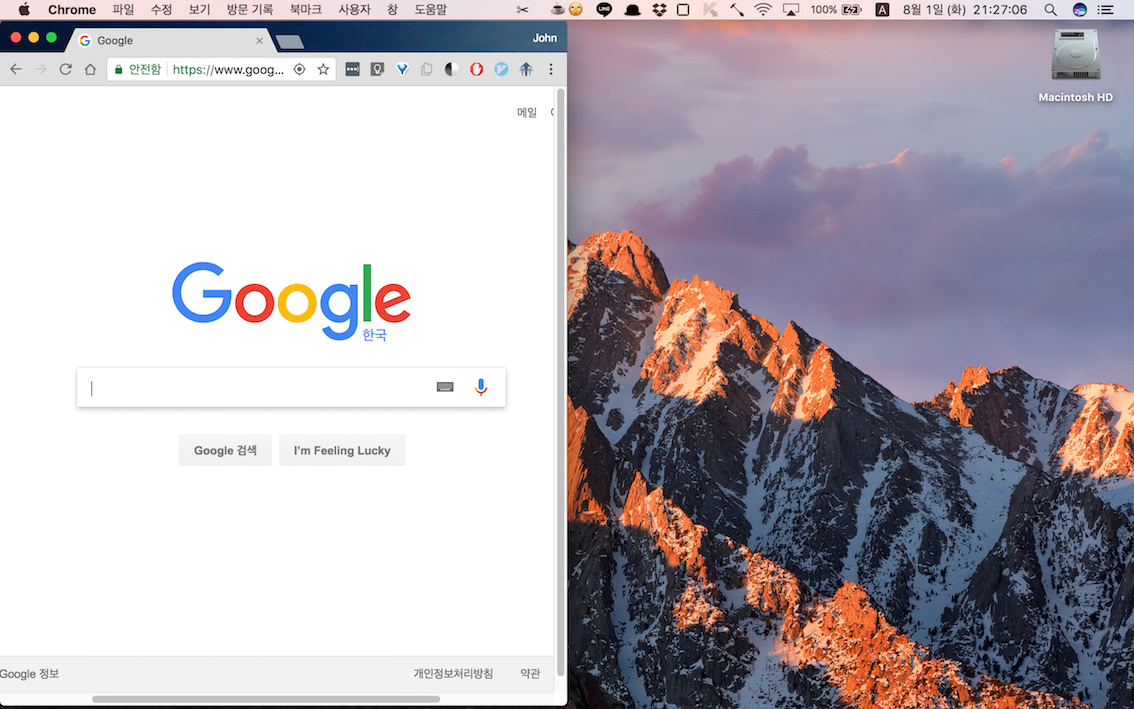 Chrome 파일 수정 보기 방문 기록 북마크 사용자 창 도움말 LINE 100% A 8월 1일 (화) 21:27:06
Google John
안전함 https://www.goog...
Macintosh HD
메일
Google
한국
Google 검색 I'm Feeling Lucky
Google 정보 개인정보처리방침 약관